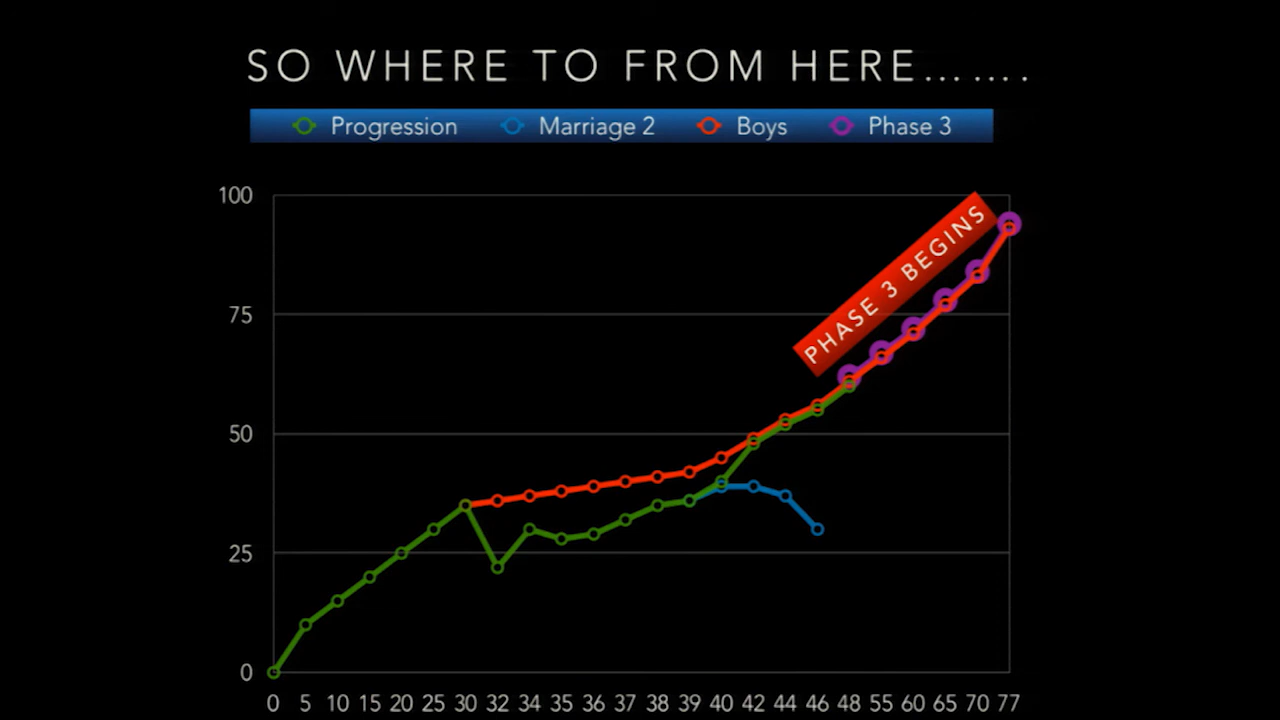 SO WHERE TO FROM HERE.......
Progression Marriage 2 Boys Phase 3
100
75
50
25
0
PHASE 3 BEGINS
0 5 10 15 20 25 30 32 34 35 36 37 38 39 40 42 44 46 48 55 60 65 70 77